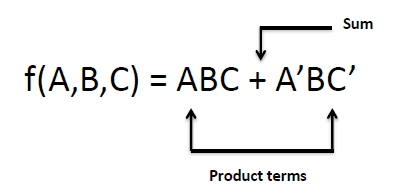 Sum
f(A,B,C) = ABC + A’BC’
Product terms